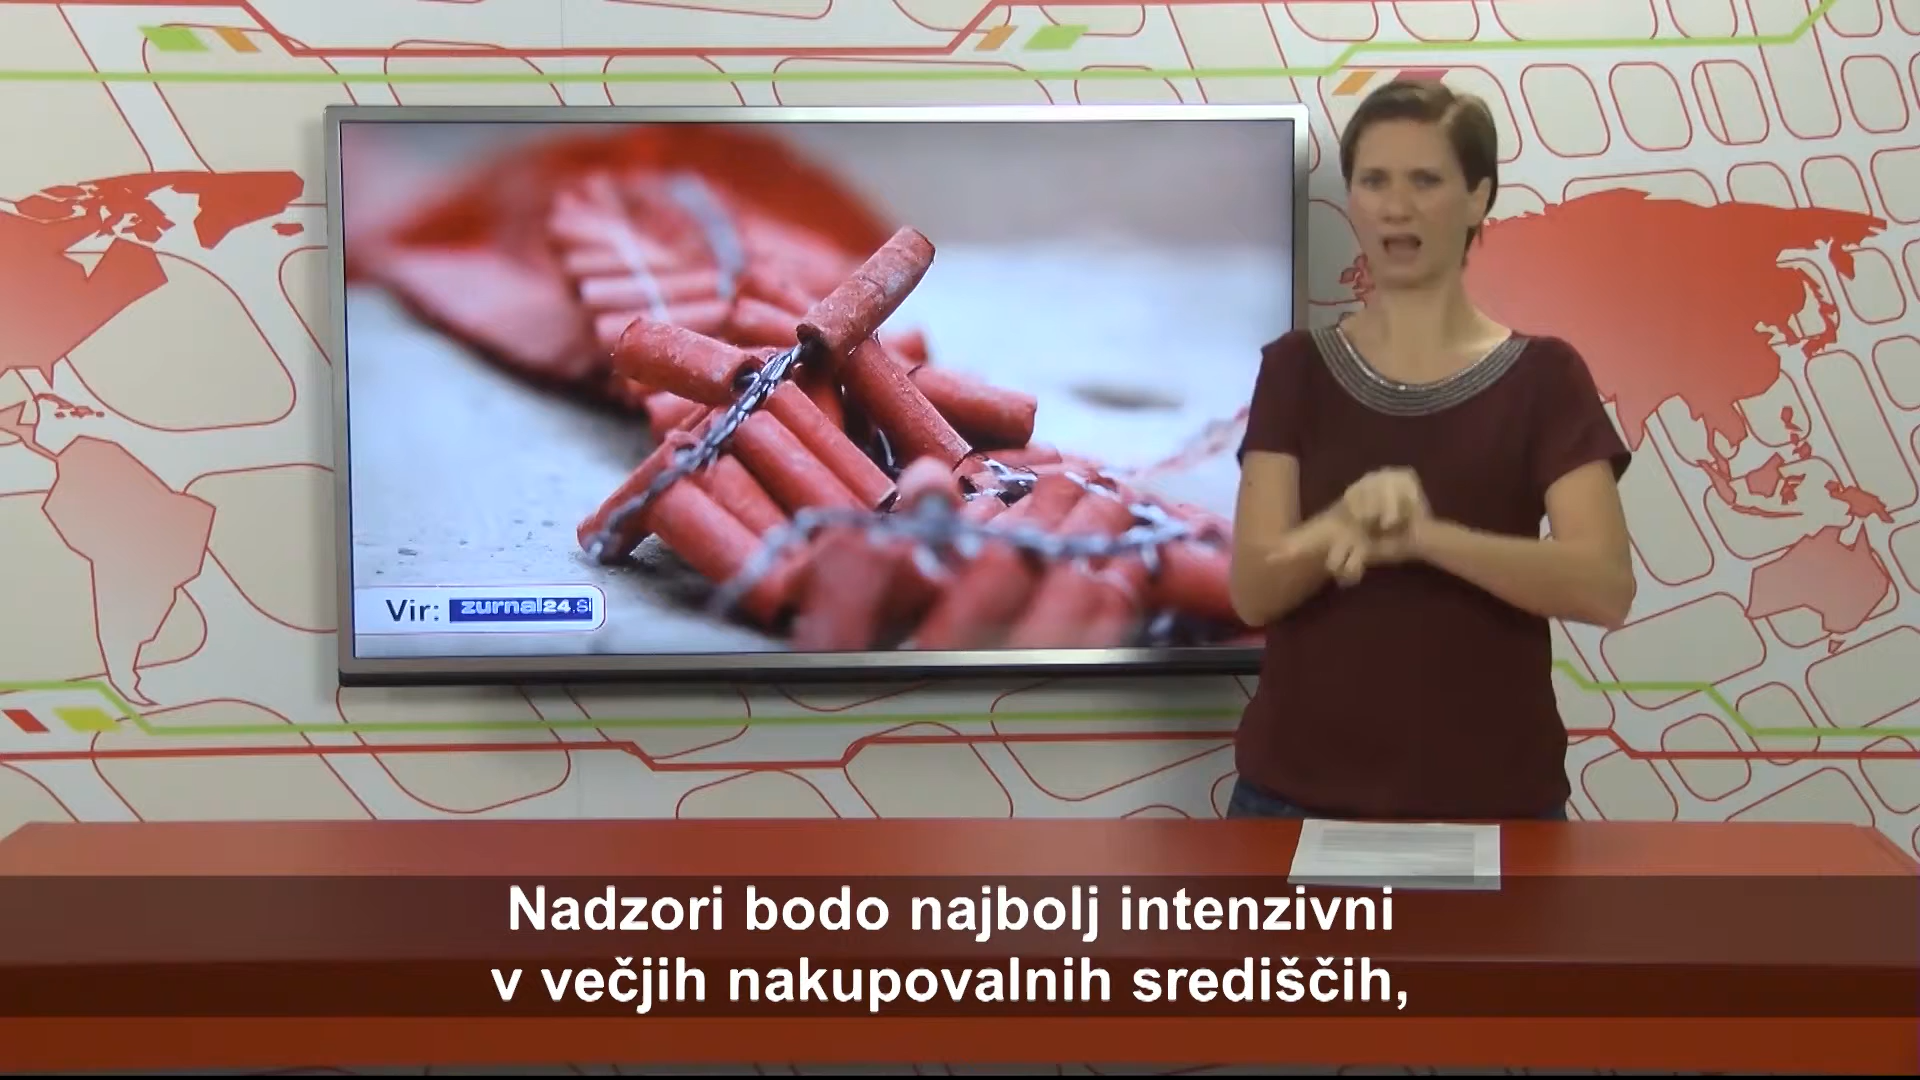 Vir: zurnal24.si
Nadzori bodo najbolj intenzivni
v večjih nakupovalnih središčih,